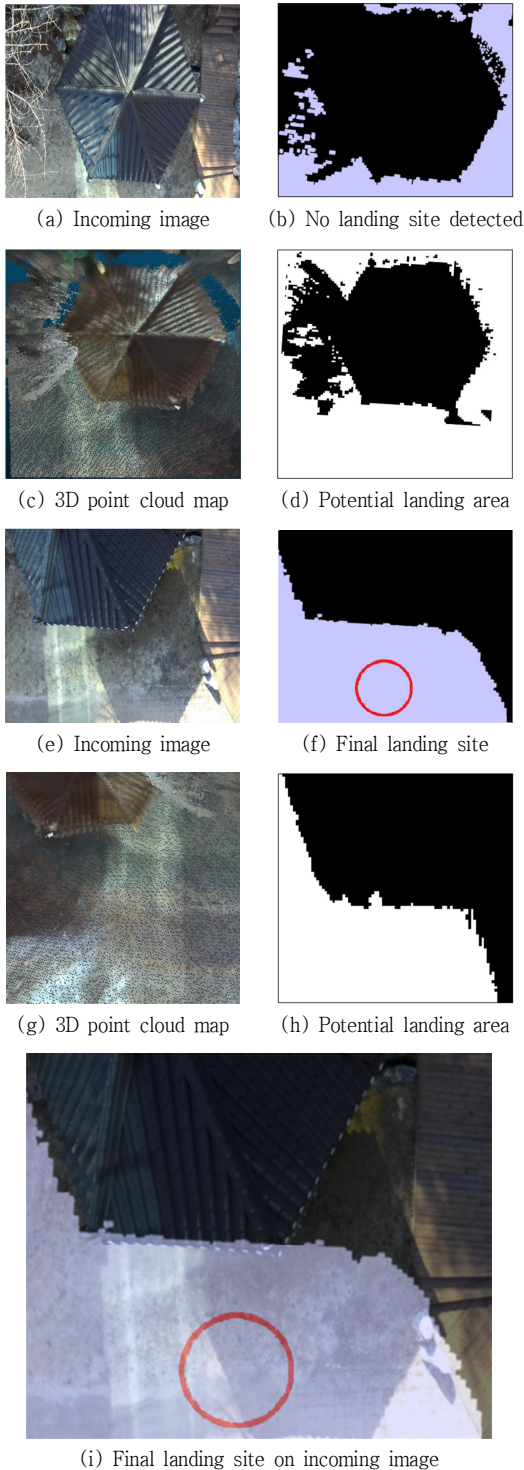 (a) Incoming image
(b) No landing site detected
(c) 3D point cloud map
(d) Potential landing area
(e) Incoming image
(f) Final landing site
(g) 3D point cloud map
(h) Potential landing area
(i) Final landing site on incoming image